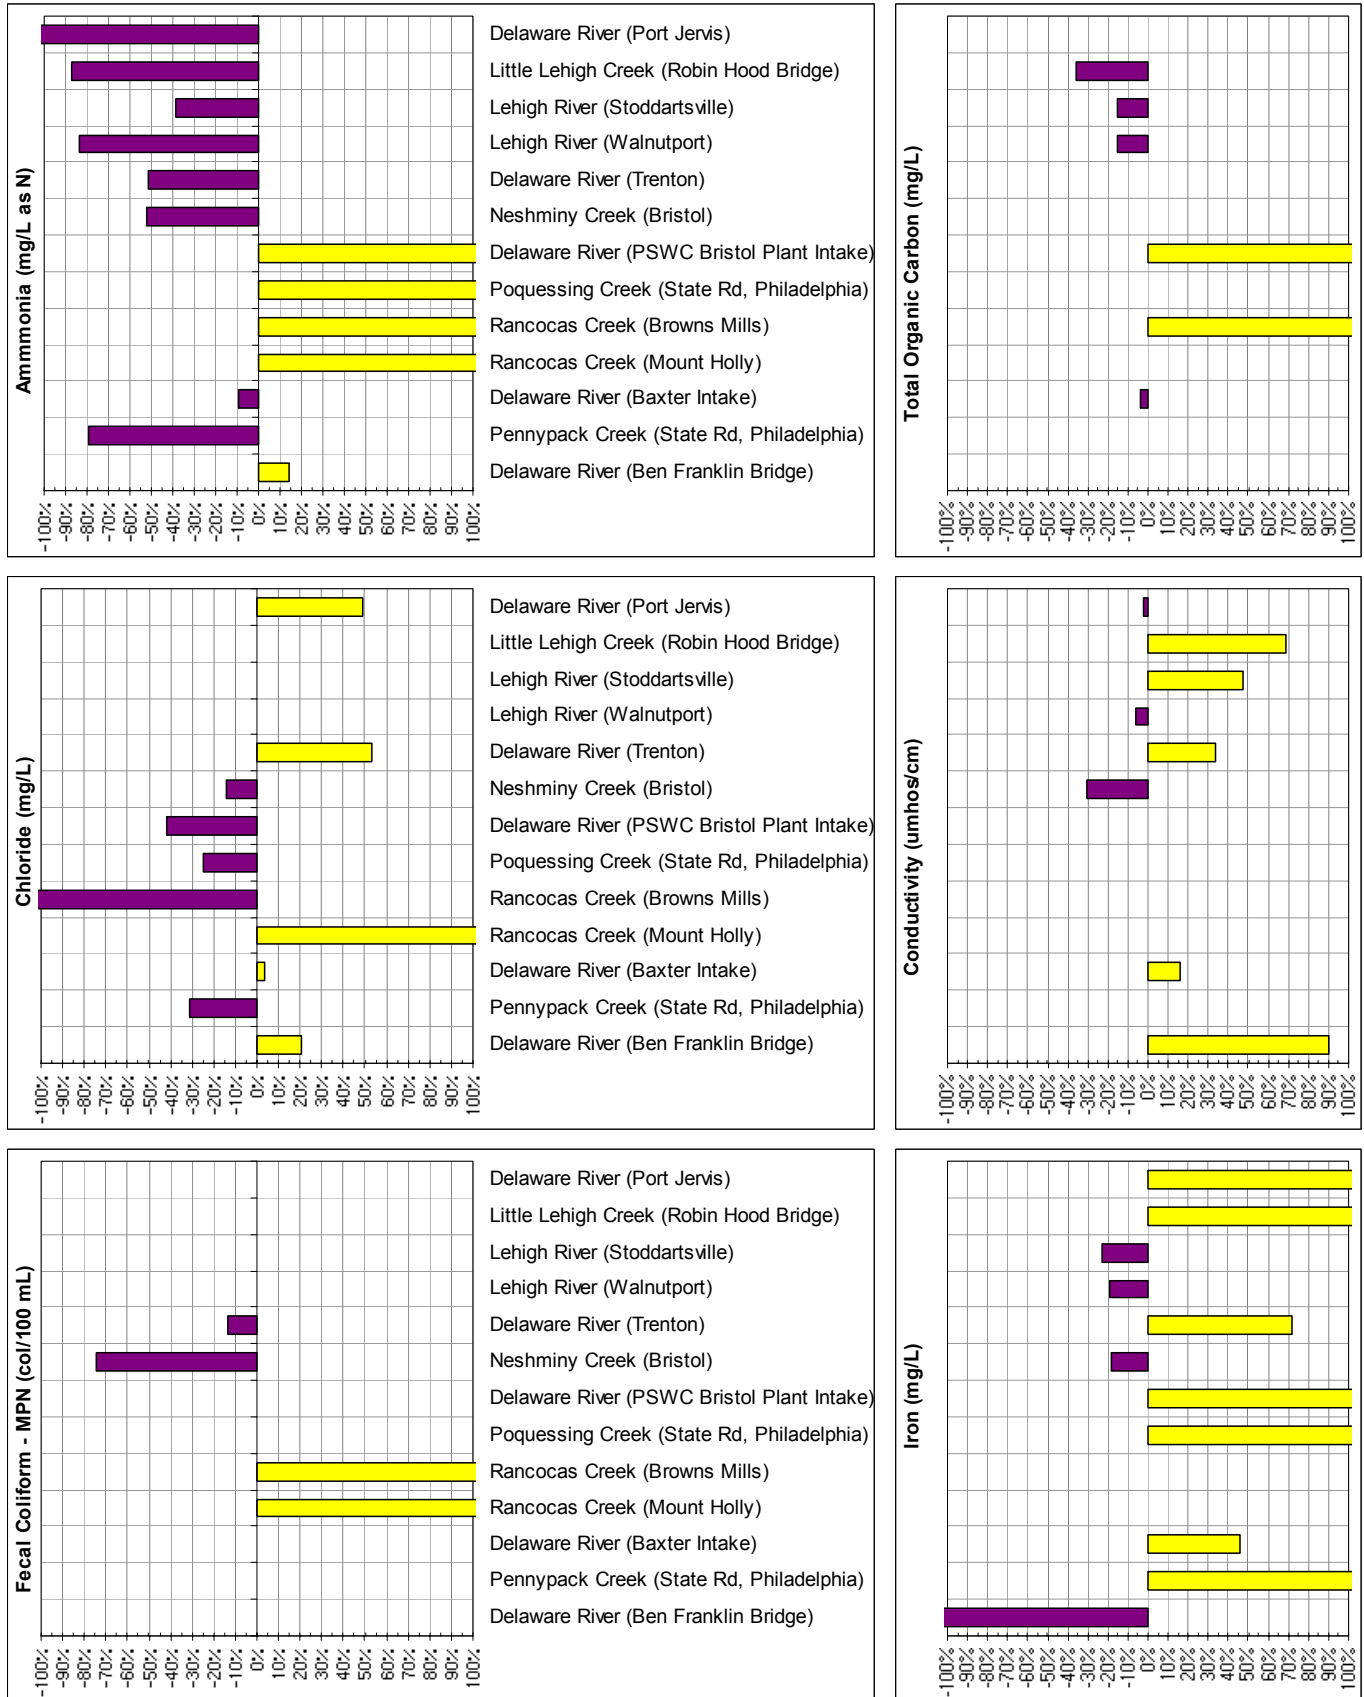 Ammmonia (mg/L as N)
Delaware River (Port Jervis)
Little Lehigh Creek (Robin Hood Bridge)
Lehigh River (Stoddartsville)
Lehigh River (Walnutport)
Delaware River (Trenton)
Neshminy Creek (Bristol)
Delaware River (PSWC Bristol Plant Intake)
Poquessing Creek (State Rd, Philadelphia)
Rancocas Creek (Browns Mills)
Rancocas Creek (Mount Holly)
Delaware River (Baxter Intake)
Pennypack Creek (State Rd, Philadelphia)
Delaware River (Ben Franklin Bridge)
-100% -90% -80% -70% -60% -50% -40% -30% -20% -10% 0% 10% 20% 30% 40% 50% 60% 70% 80% 90% 100%
Total Organic Carbon (mg/L)
-100% -90% -80% -70% -60% -50% -40% -30% -20% -10% 0% 10% 20% 30% 40% 50% 60% 70% 80% 90% 100%
Chloride (mg/L)
Delaware River (Port Jervis)
Little Lehigh Creek (Robin Hood Bridge)
Lehigh River (Stoddartsville)
Lehigh River (Walnutport)
Delaware River (Trenton)
Neshminy Creek (Bristol)
Delaware River (PSWC Bristol Plant Intake)
Poquessing Creek (State Rd, Philadelphia)
Rancocas Creek (Browns Mills)
Rancocas Creek (Mount Holly)
Delaware River (Baxter Intake)
Pennypack Creek (State Rd, Philadelphia)
Delaware River (Ben Franklin Bridge)
-100% -90% -80% -70% -60% -50% -40% -30% -20% -10% 0% 10% 20% 30% 40% 50% 60% 70% 80% 90% 100%
Conductivity (umhos/cm)
-100% -90% -80% -70% -60% -50% -40% -30% -20% -10% 0% 10% 20% 30% 40% 50% 60% 70% 80% 90% 100%
Fecal Coliform - MPN (col/100 mL)
Delaware River (Port Jervis)
Little Lehigh Creek (Robin Hood Bridge)
Lehigh River (Stoddartsville)
Lehigh River (Walnutport)
Delaware River (Trenton)
Neshminy Creek (Bristol)
Delaware River (PSWC Bristol Plant Intake)
Poquessing Creek (State Rd, Philadelphia)
Rancocas Creek (Browns Mills)
Rancocas Creek (Mount Holly)
Delaware River (Baxter Intake)
Pennypack Creek (State Rd, Philadelphia)
Delaware River (Ben Franklin Bridge)
-100% -90% -80% -70% -60% -50% -40% -30% -20% -10% 0% 10% 20% 30% 40% 50% 60% 70% 80% 90% 100%
Iron (mg/L)
-100% -90% -80% -70% -60% -50% -40% -30% -20% -10% 0% 10% 20% 30% 40% 50% 60% 70% 80% 90% 100%